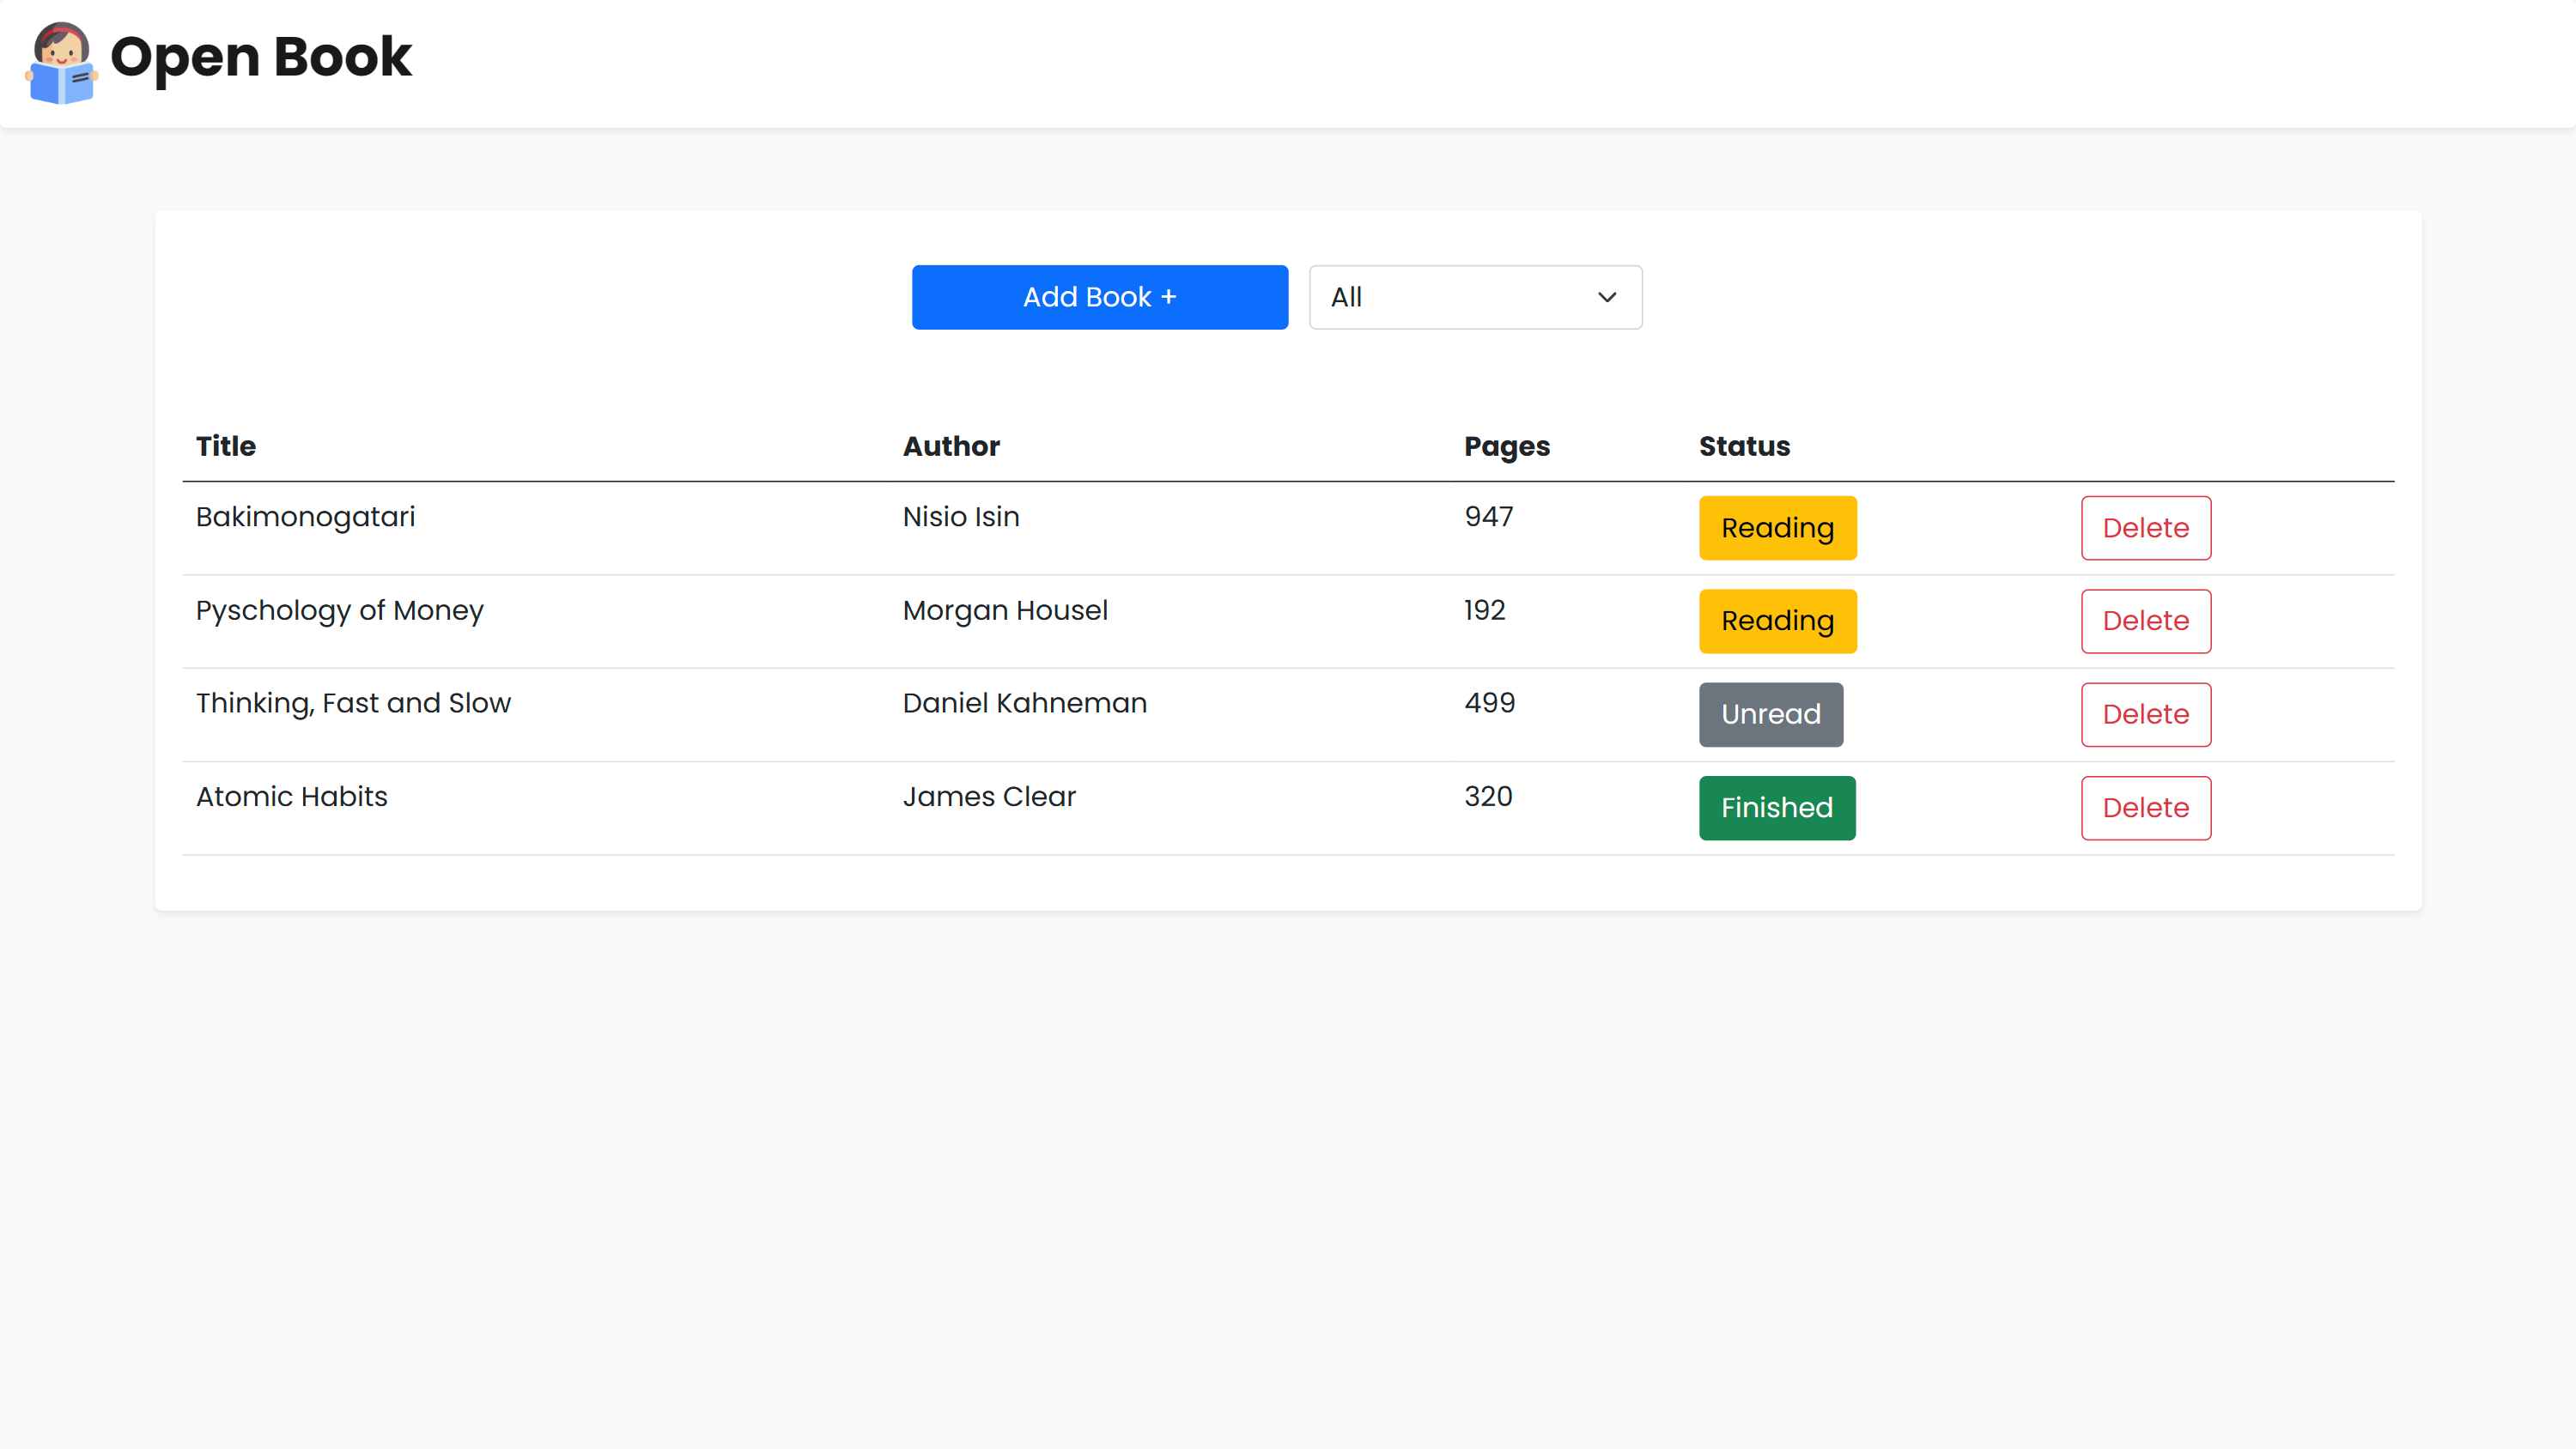 Open Book
Add Book + All
Title Author Pages Status
Bakimonogatari Nisio Isin 947 Reading Delete
Pyschology of Money Morgan Housel 192 Reading Delete
Thinking, Fast and Slow Daniel Kahneman 499 Unread Delete
Atomic Habits James Clear 320 Finished Delete